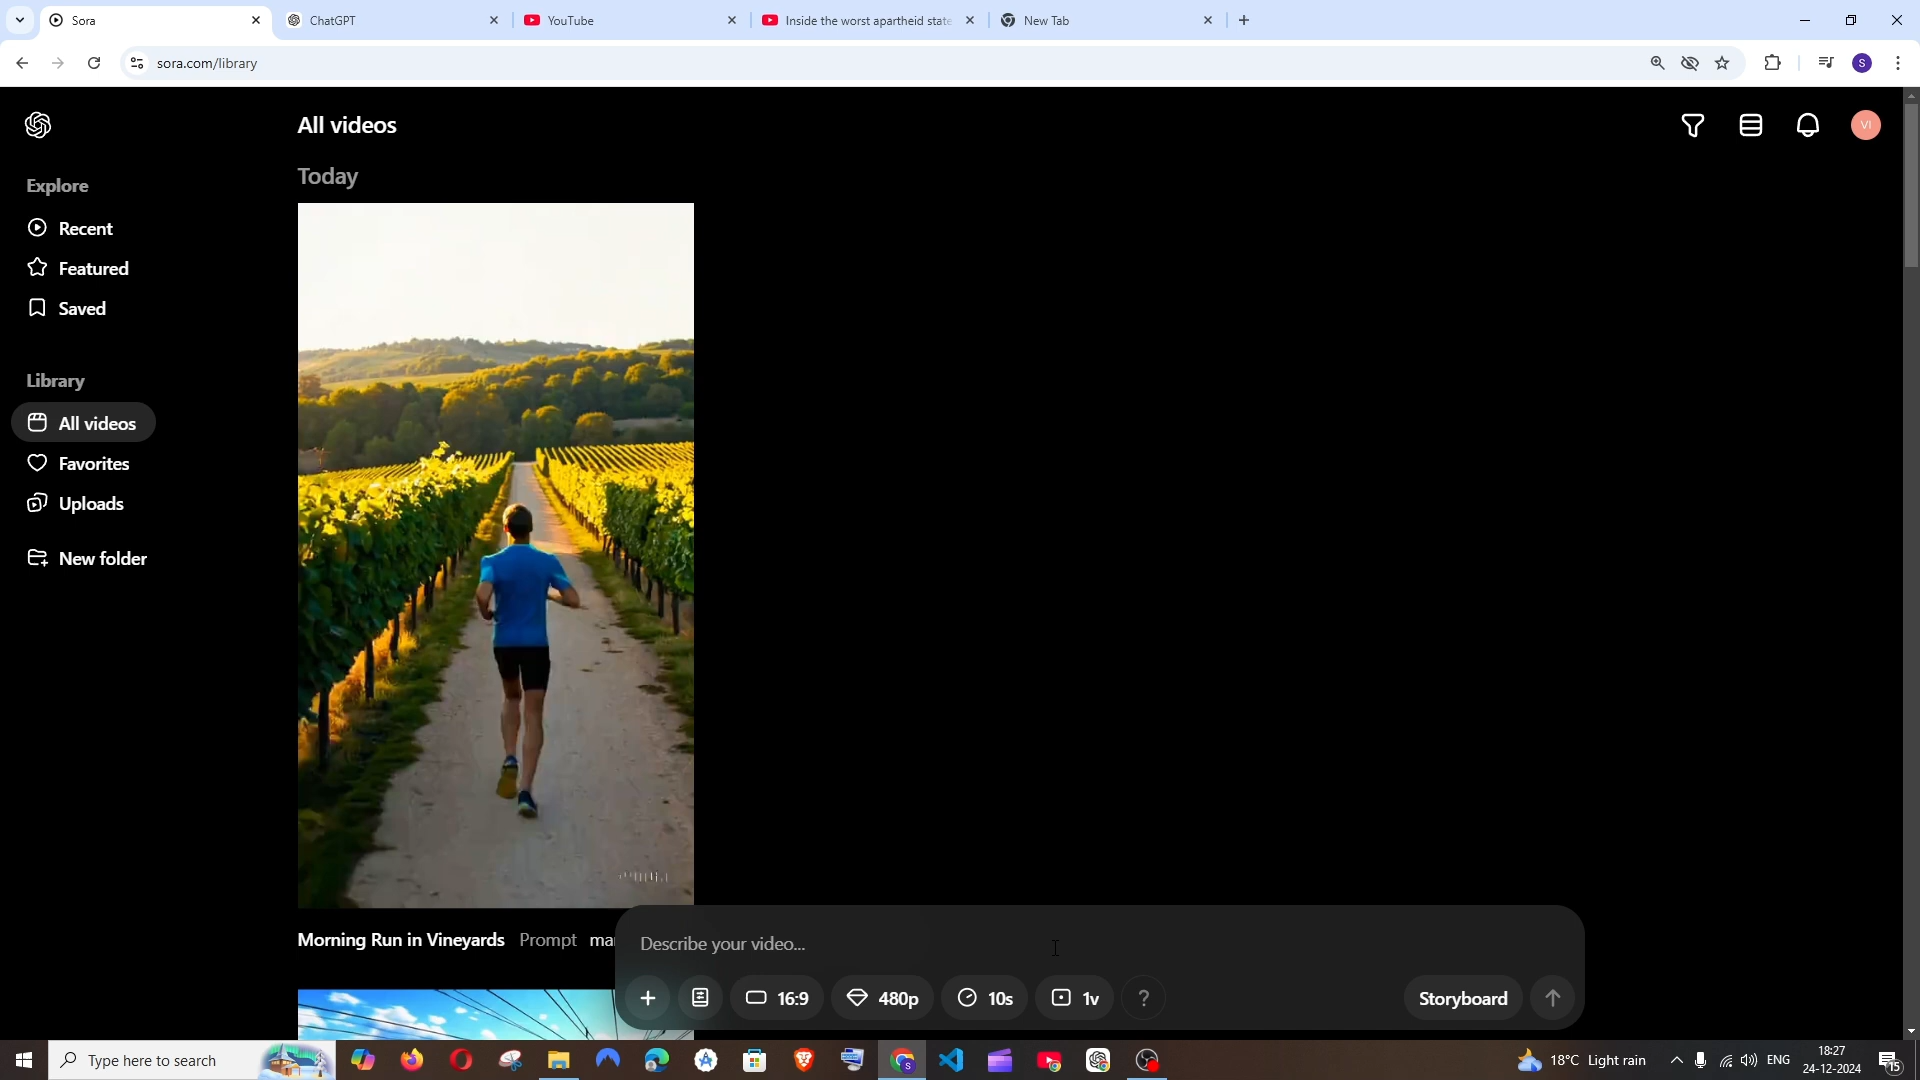 Sora
ChatGPT
YouTube
Inside the worst apartheid state
New Tab
sora.com/library
S
All videos
VI
Today
Explore
Recent
Featured
Saved
Library
All videos
Favorites
Uploads
New folder
Morning Run in Vineyards Prompt
Describe your video...
16:9
480p
10s
1v
?
Storyboard
Type here to search
18°C Light rain
ENG
18:27
24-12-2024
15